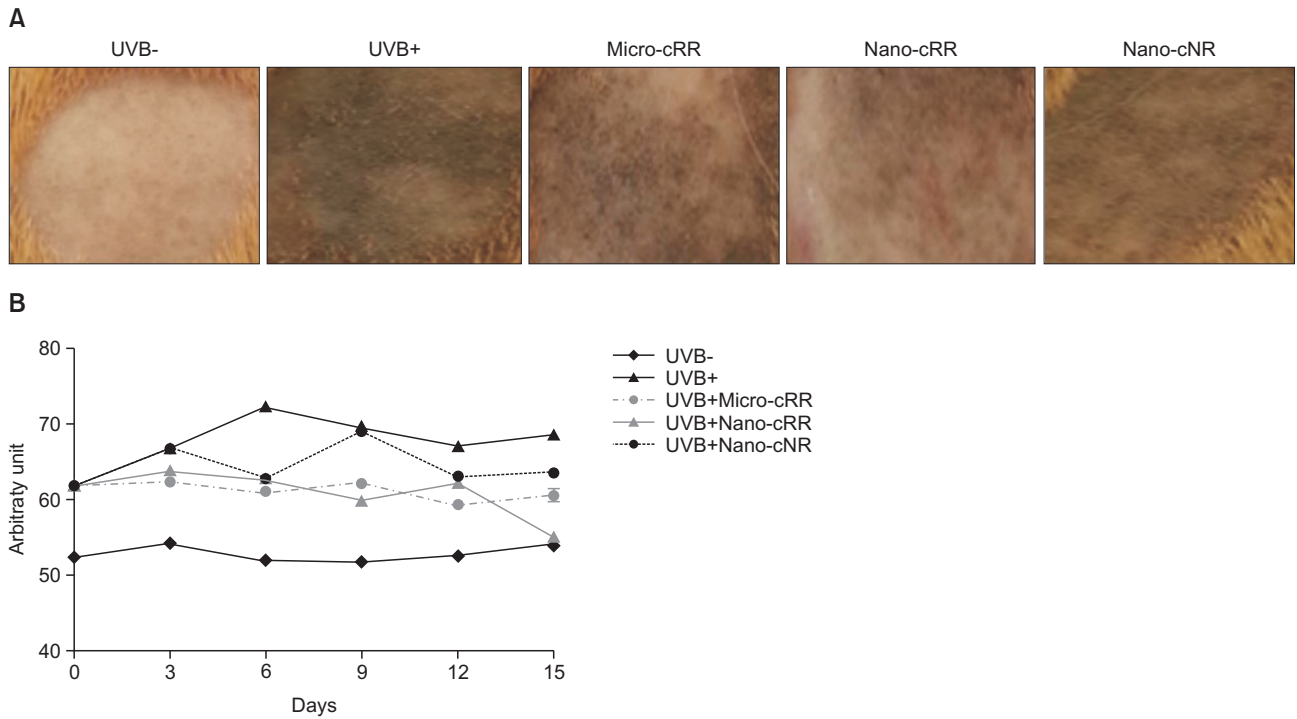 A
UVB- UVB+ Micro-cRR Nano-cRR Nano-cNR
B
80
70
60
50
40
Arbitraty unit
0 3 6 9 12 15
Days
UVB-
UVB+
UVB+Micro-cRR
UVB+Nano-cRR
UVB+Nano-cNR